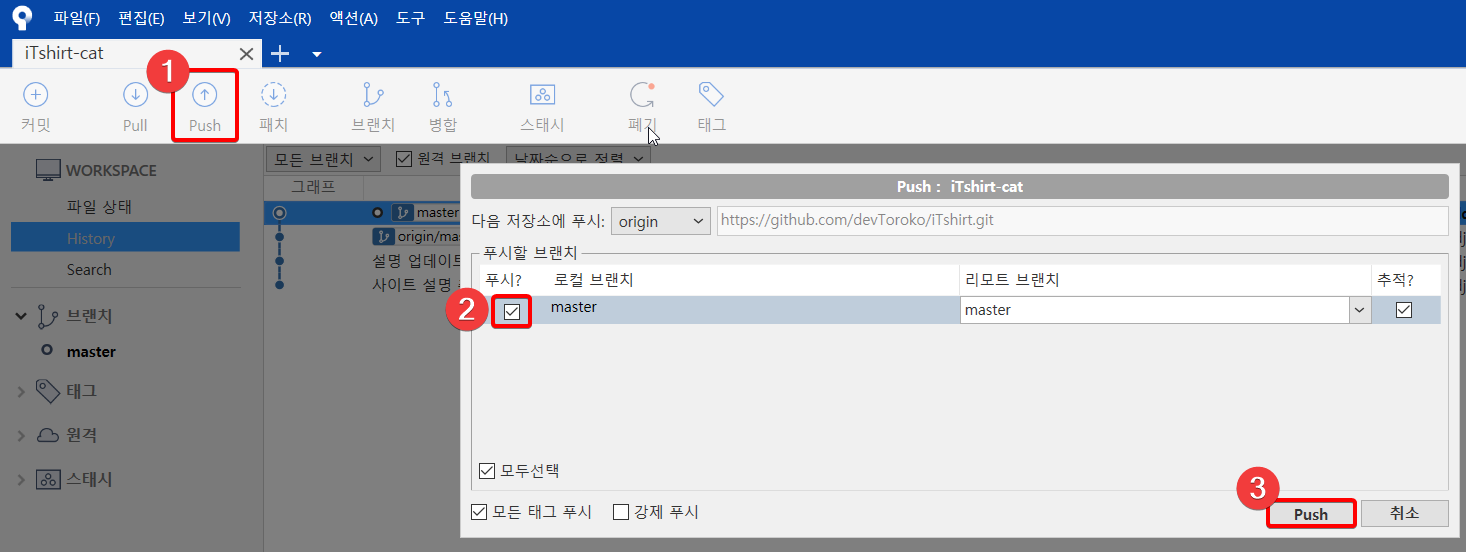 파일(F) 편집(E) 보기(V) 저장소(R) 액션(A) 도구 도움말(H)
iTshirt-cat
1
커밋 Pull Push 패치 브랜치 병합 스태시 폐기 태그
WORKSPACE
파일 상태
History
Search
브랜치
master
태그
원격
스태시
모든 브랜치 원격 브랜치 날짜순으로 정렬
그래프
master
origin/mas
설명 업데이트
사이트 설명
Push : iTshirt-cat
다음 저장소에 푸시: origin https://github.com/devToroko/iTshirt.git
푸시할 브랜치
푸시? 로컬 브랜치 리모트 브랜치 추적?
2 master master
모두선택
모든 태그 푸시 강제 푸시
3
Push 취소